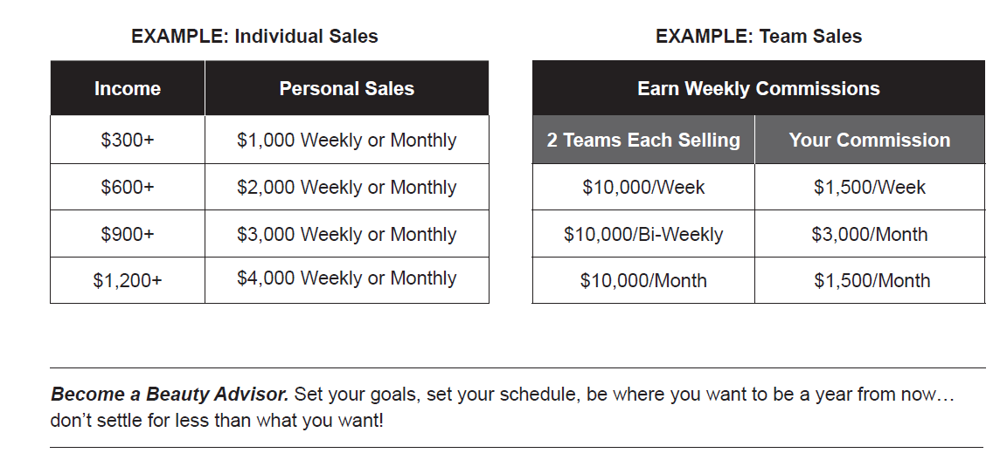 EXAMPLE: Individual Sales
Income Personal Sales
$300+ $1,000 Weekly or Monthly
$600+ $2,000 Weekly or Monthly
$900+ $3,000 Weekly or Monthly
$1,200+ $4,000 Weekly or Monthly
EXAMPLE: Team Sales
Earn Weekly Commissions
2 Teams Each Selling Your Commission
$10,000/Week $1,500/Week
$10,000/Bi-Weekly $3,000/Month
$10,000/Month $1,500/Month
Become a Beauty Advisor. Set your goals, set your schedule, be where you want to be a year from now…
don’t settle for less than what you want!